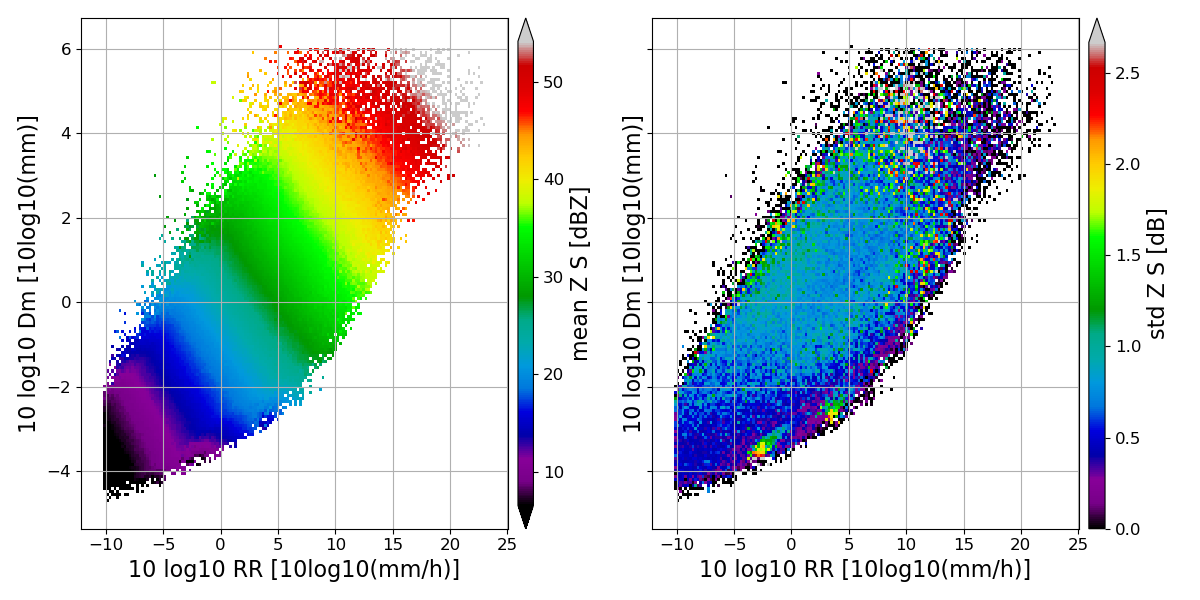 6
4
2
0
−2
−4
−10 −5 0 5 10 15 20 25
10 log10 Dm [10log10(mm)]
10 log10 RR [10log10(mm/h)]
50
40
30
20
10
mean Z S [dBZ]
−10 −5 0 5 10 15 20 25
10 log10 Dm [10log10(mm)]
10 log10 RR [10log10(mm/h)]
2.5
2.0
1.5
1.0
0.5
0.0
std Z S [dB]